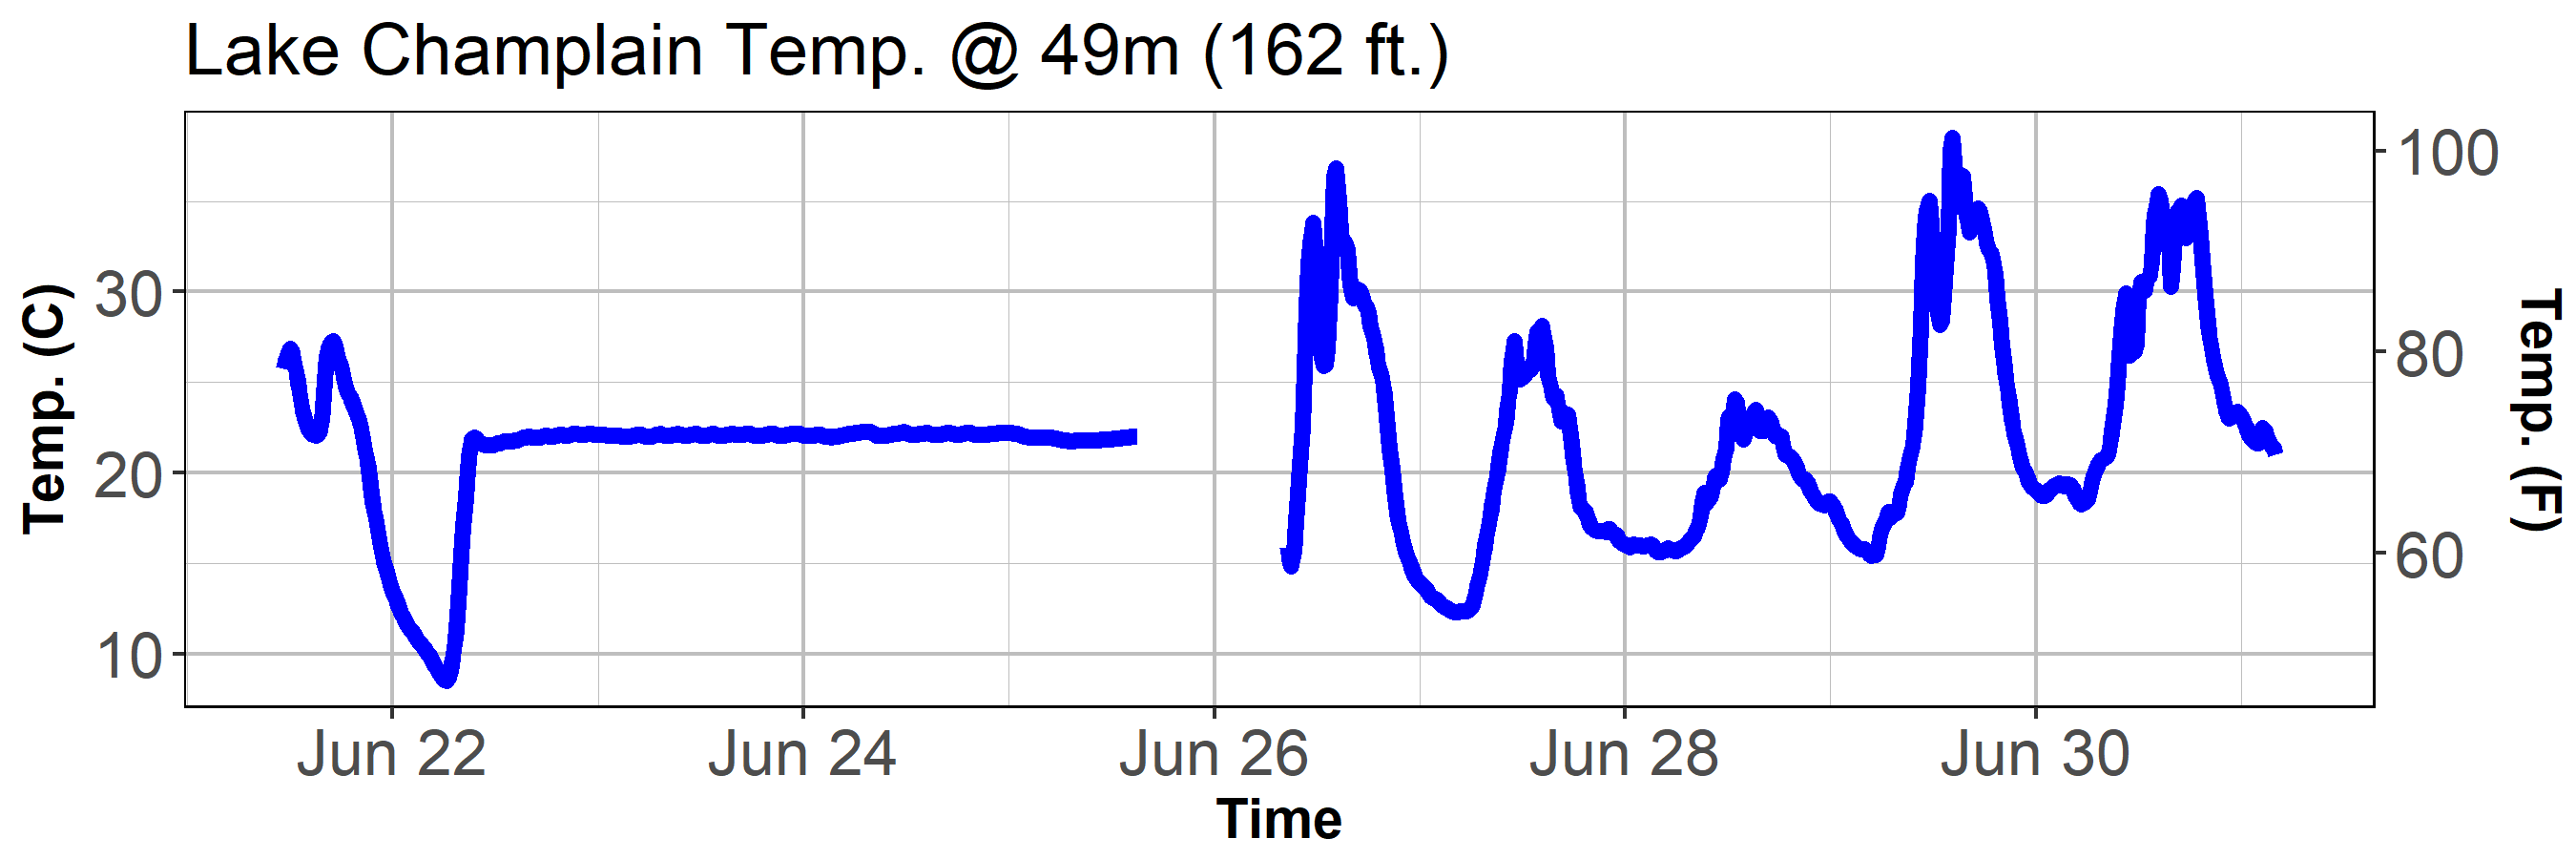 Lake Champlain Temp. @ 49m (162 ft.)
Temp. (C)
30
20
10
100
80
60
Temp. (F)
Jun 22
Jun 24
Jun 26
Jun 28
Jun 30
Time